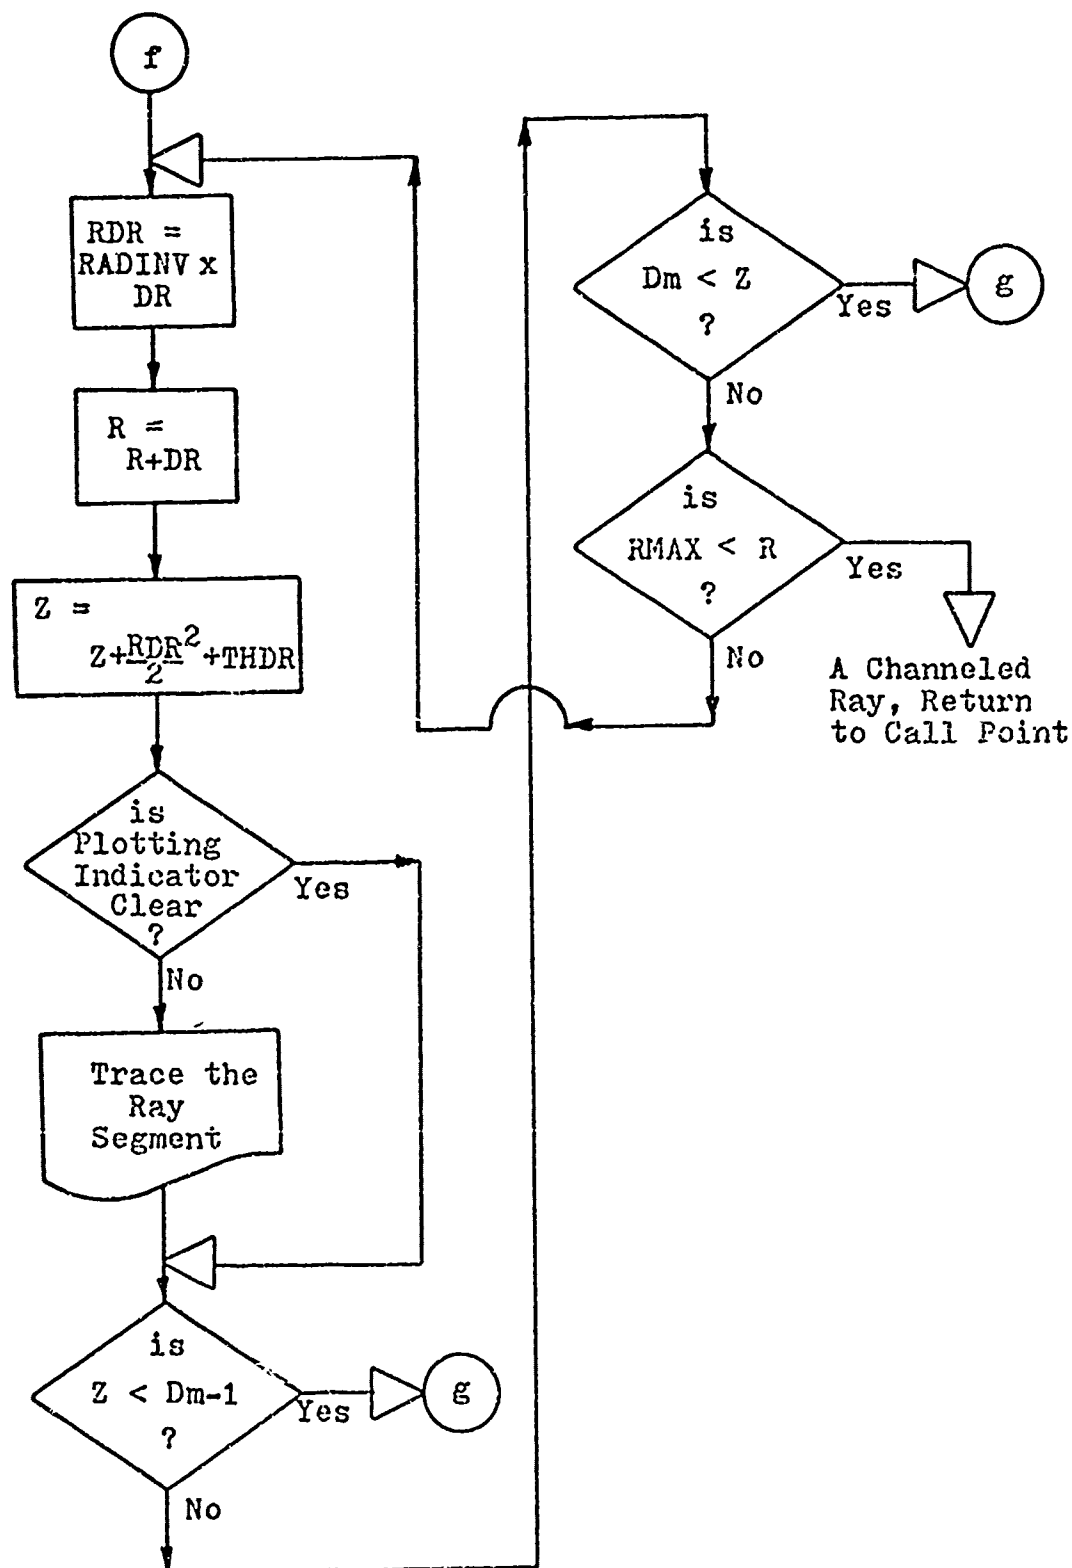 f
RDR =
RADINV x
DR
R =
R+DR
Z =
Z+RDR²/2+THDR
is
Plotting
Indicator
Clear
?
Yes
No
Trace the
Ray
Segment
is
Z < Dm-1
?
Yes
g
No
is
Dm < Z
?
Yes
g
No
is
RMAX < R
?
Yes
No
A Channeled
Ray, Return
to Call Point